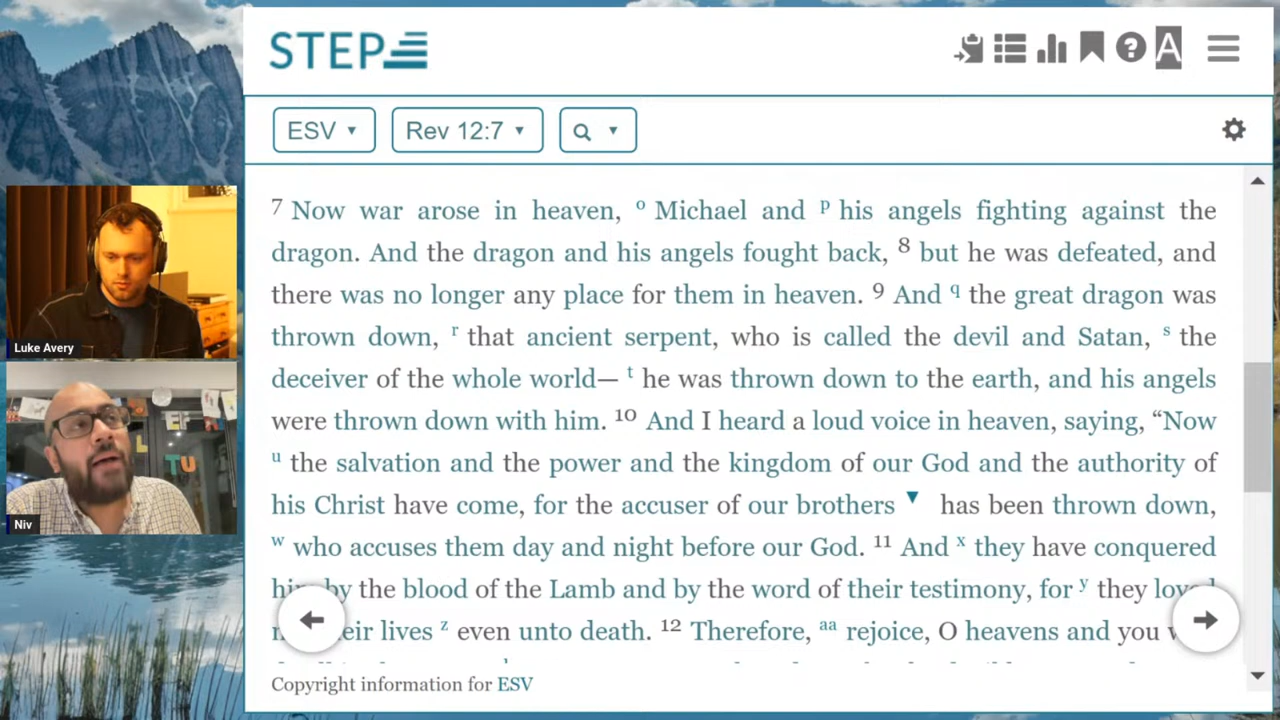 STEP
A
ESV
Rev 12:7
7 Now war arose in heaven, o Michael and p his angels fighting against the
dragon. And the dragon and his angels fought back, 8 but he was defeated, and
there was no longer any place for them in heaven. 9 And q the great dragon was
thrown down, r that ancient serpent, who is called the devil and Satan, s the
deceiver of the whole world— t he was thrown down to the earth, and his angels
were thrown down with him. 10 And I heard a loud voice in heaven, saying, “Now
u the salvation and the power and the kingdom of our God and the authority of
his Christ have come, for the accuser of our brothers has been thrown down,
w who accuses them day and night before our God. 11 And x they have conquered
by the blood of the Lamb and by the word of their testimony, for y they
lives z even unto death. 12 Therefore, aa rejoice, O heavens and you
Copyright information for ESV
Luke Avery
Niv
L
TU